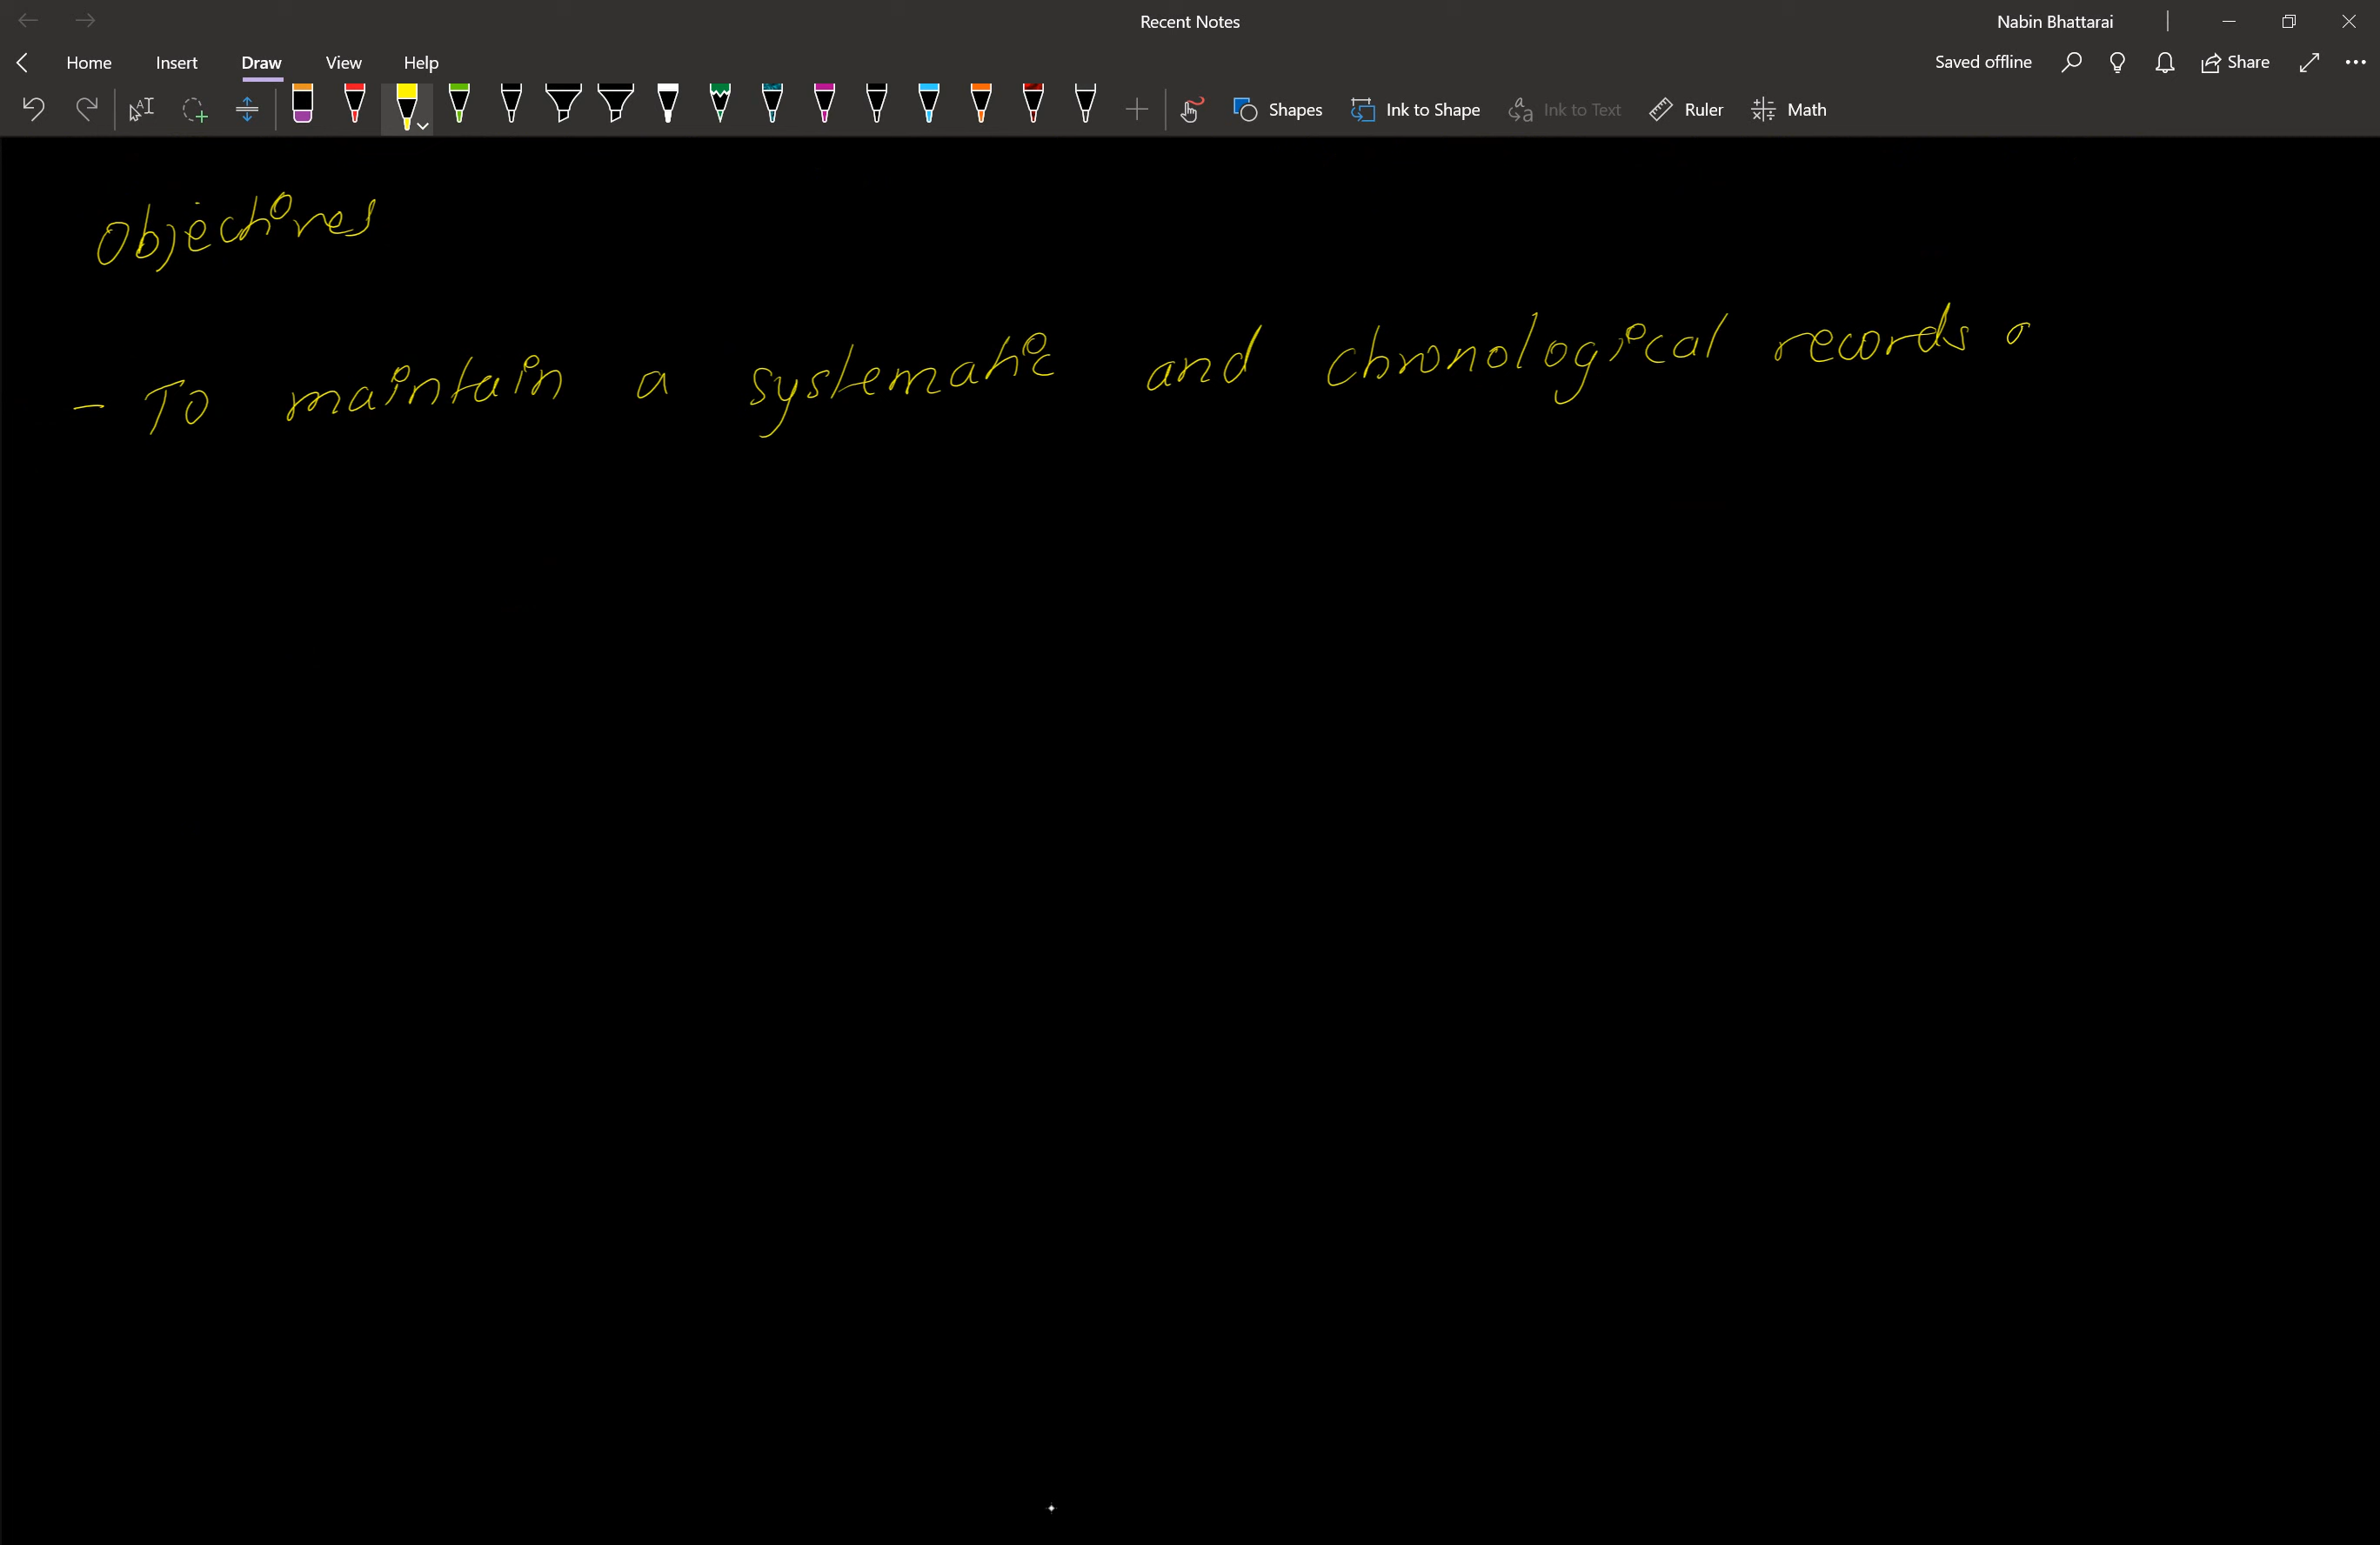 Recent Notes
Nabin Bhattarai
Home Insert Draw View Help
Saved offline
Share
Shapes
Ink to Shape
Ink to Text
Ruler
Math
Objectives
- To maintain a systematic and chronological records o